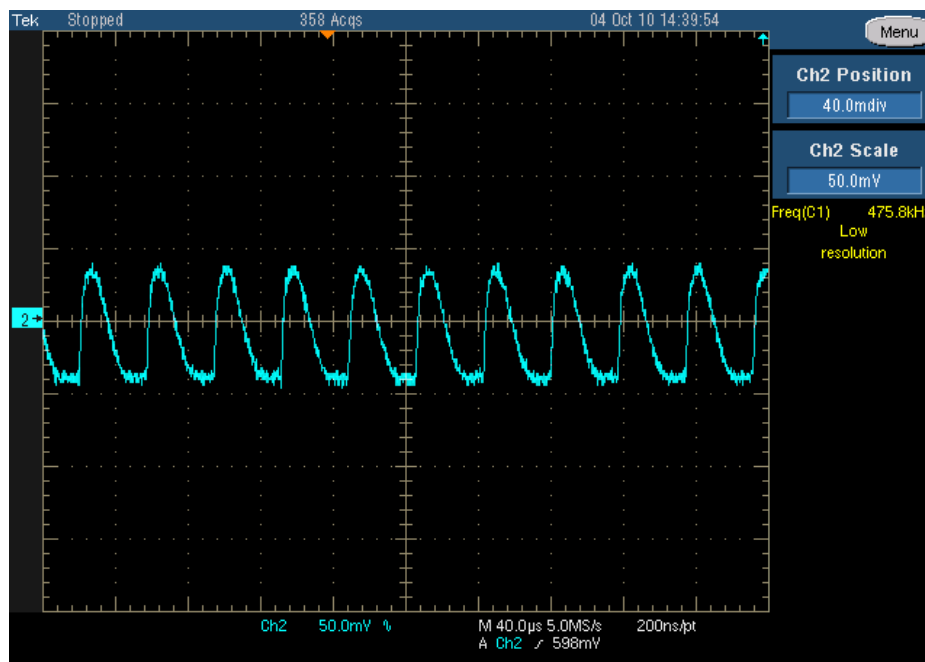 Tek Stopped 358 Acqs 04 Oct 10 14:39:54
Menu
Ch2 Position
40.0mdiv
Ch2 Scale
50.0mV
Freq(C1) 475.8kH
Low
resolution
2
Ch2 50.0mV M 40.0µs 5.0MS/s 200ns/pt
A Ch2 598mV